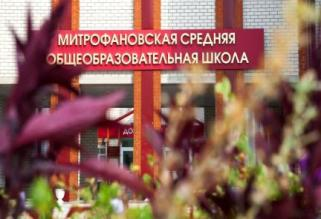 МИТРОФАНОВСКАЯ СРЕДНЯЯ
ОБЩЕОБРАЗОВАТЕЛЬНАЯ ШКОЛА